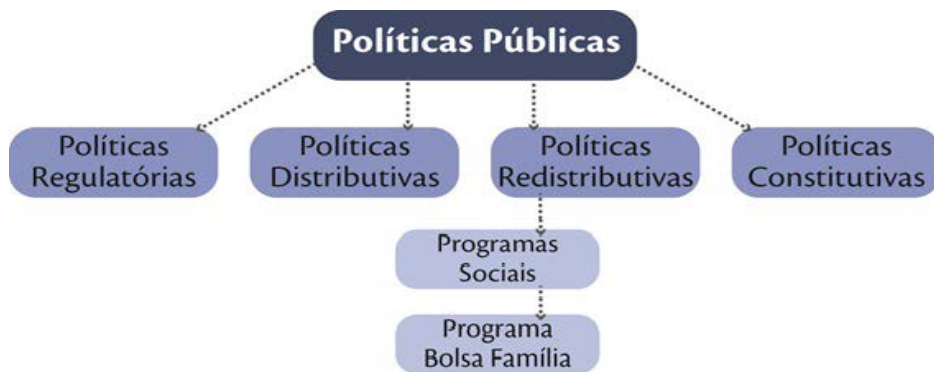 Políticas Públicas
Políticas
Regulatórias
Políticas
Distributivas
Políticas
Redistributivas
Políticas
Constitutivas
Programas
Sociais
Programa
Bolsa Família